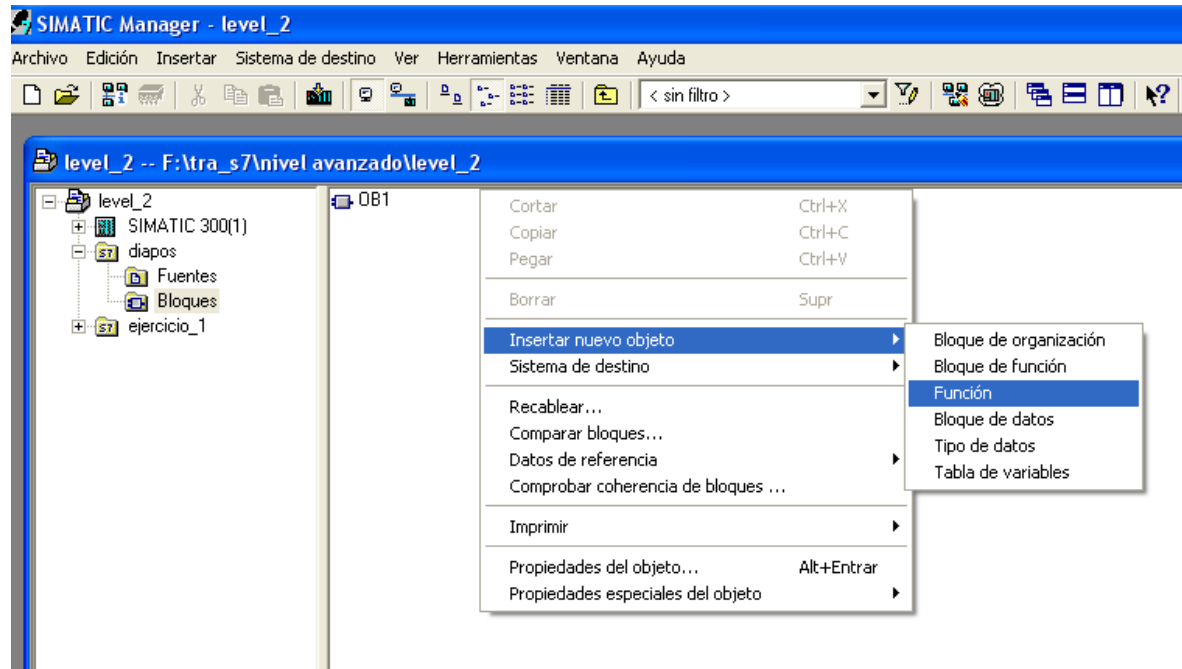 SIMATIC Manager - level_2
Archivo Edición Insertar Sistema de destino Ver Herramientas Ventana Ayuda
< sin filtro >
level_2 -- F:\tra_s7\nivel avanzado\level_2
level_2
SIMATIC 300(1)
diapos
Fuentes
Bloques
ejercicio_1
OB1
Cortar Ctrl+X
Copiar Ctrl+C
Pegar Ctrl+V
Borrar Supr
Insertar nuevo objeto
Sistema de destino
Recablear...
Comparar bloques...
Datos de referencia
Comprobar coherencia de bloques ...
Imprimir
Propiedades del objeto... Alt+Entrar
Propiedades especiales del objeto
Bloque de organización
Bloque de función
Función
Bloque de datos
Tipo de datos
Tabla de variables